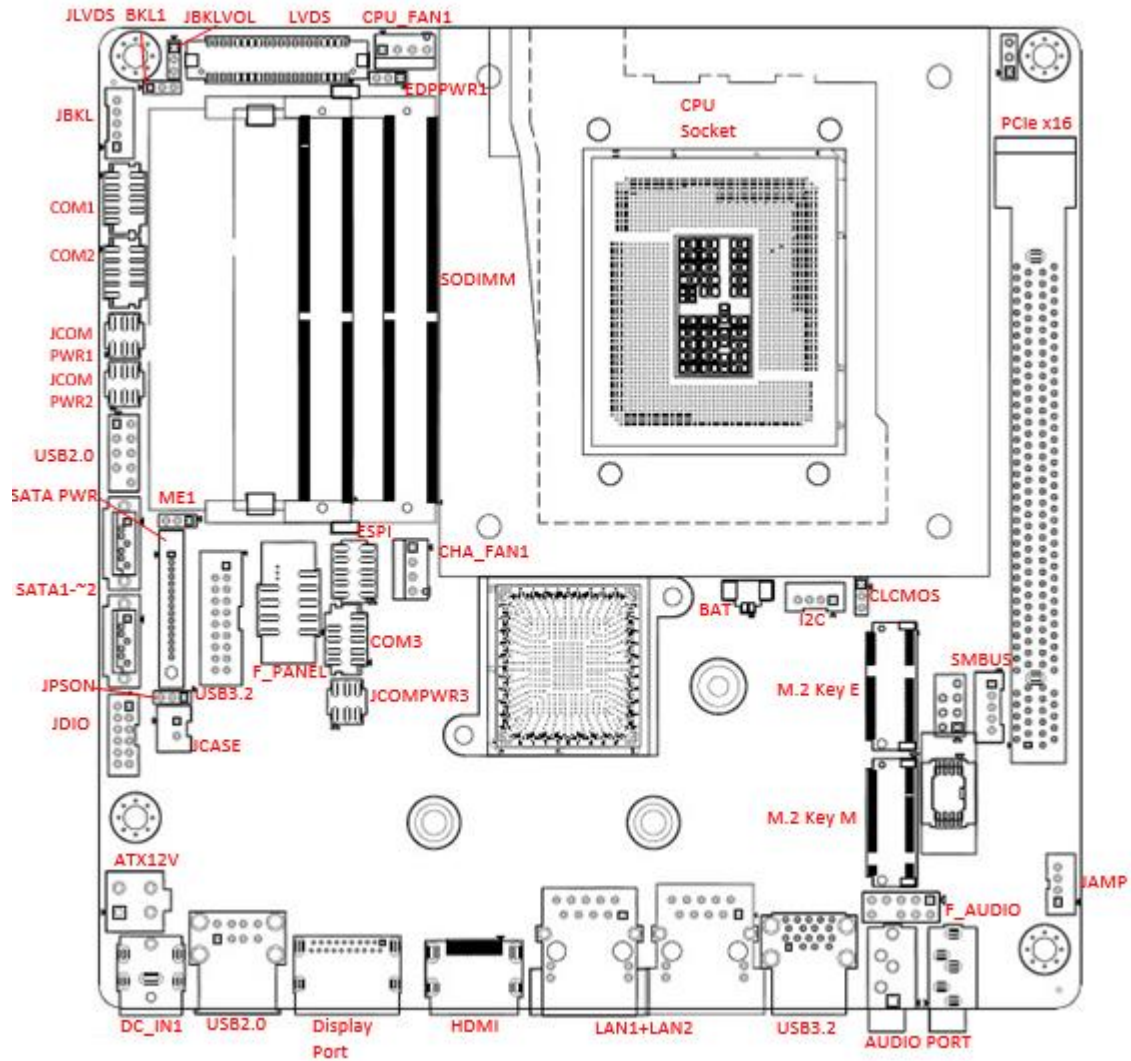 JLVDS BKL1 JBKLVOL LVDS CPU_FAN1
EDPPWR1
JBKL
CPU
Socket
PCIe x16
COM1
COM2
SODIMM
JCOM
PWR1
JCOM
PWR2
USB2.0
SATA PWR
ME1
ESPI
CHA_FAN1
SATA1-~2
BAT
I2C
CLCMOS
COM3
F_PANEL
SMBUS
M.2 Key E
JPSON
USB3.2
JCOMPWR3
JDIO
JCASE
M.2 Key M
ATX12V
JAMP
F_AUDIO
DC_IN1
USB2.0
Display
Port
HDMI
LAN1+LAN2
USB3.2
AUDIO PORT